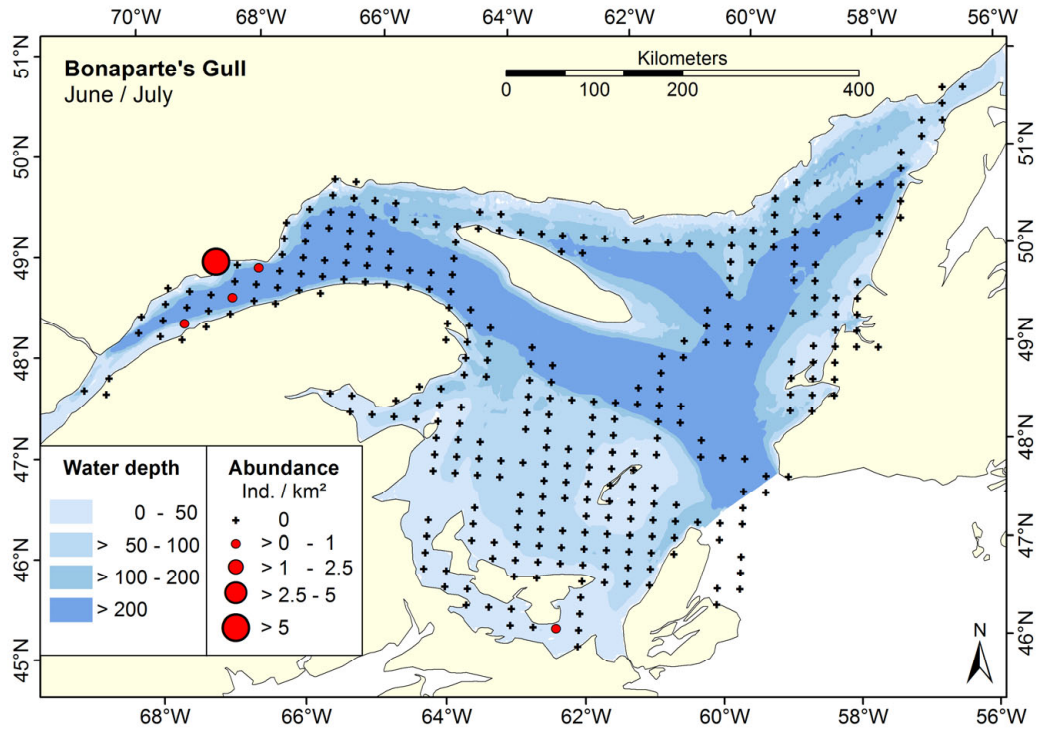 70°W 68°W 66°W 64°W 62°W 60°W 58°W 56°W
Bonaparte's Gull
June / July
Kilometers
0 100 200 400
51°N
50°N
49°N
48°N
47°N
46°N
45°N
51°N
50°N
49°N
48°N
47°N
46°N
Water depth
0 - 50
> 50 - 100
> 100 - 200
> 200
Abundance
Ind. / km²
0
> 0 - 1
> 1 - 2.5
> 2.5 - 5
> 5
N
68°W 66°W 64°W 62°W 60°W 58°W 56°W